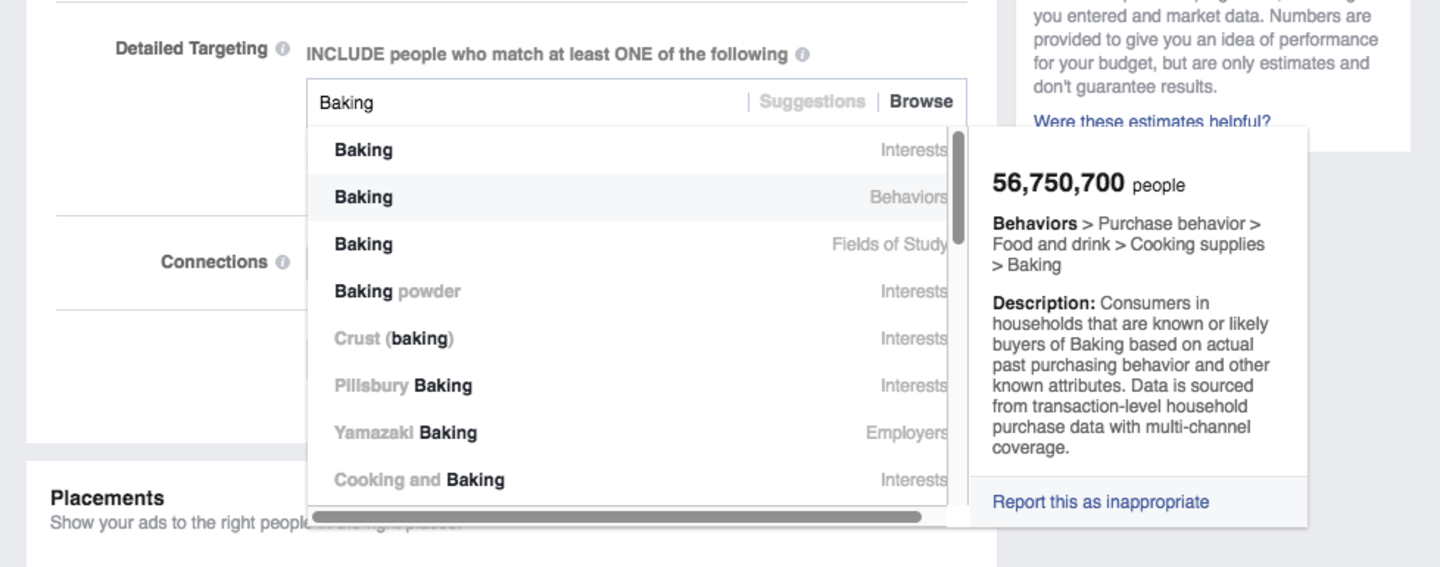 you entered and market data. Numbers are
provided to give you an idea of performance
for your budget, but are only estimates and
don't guarantee results.
Were these estimates helpful?
Detailed Targeting
INCLUDE people who match at least ONE of the following
Baking
Suggestions
Browse
Baking Interests
Baking Behaviors
Baking Fields of Study
Baking powder Interests
Crust (baking) Interests
Pillsbury Baking Interests
Yamazaki Baking Employers
Cooking and Baking Interests
56,750,700 people
Behaviors > Purchase behavior >
Food and drink > Cooking supplies
> Baking
Description: Consumers in
households that are known or likely
buyers of Baking based on actual
past purchasing behavior and other
known attributes. Data is sourced
from transaction-level household
purchase data with multi-channel
coverage.
Report this as inappropriate
Connections
Placements
Show your ads to the right people